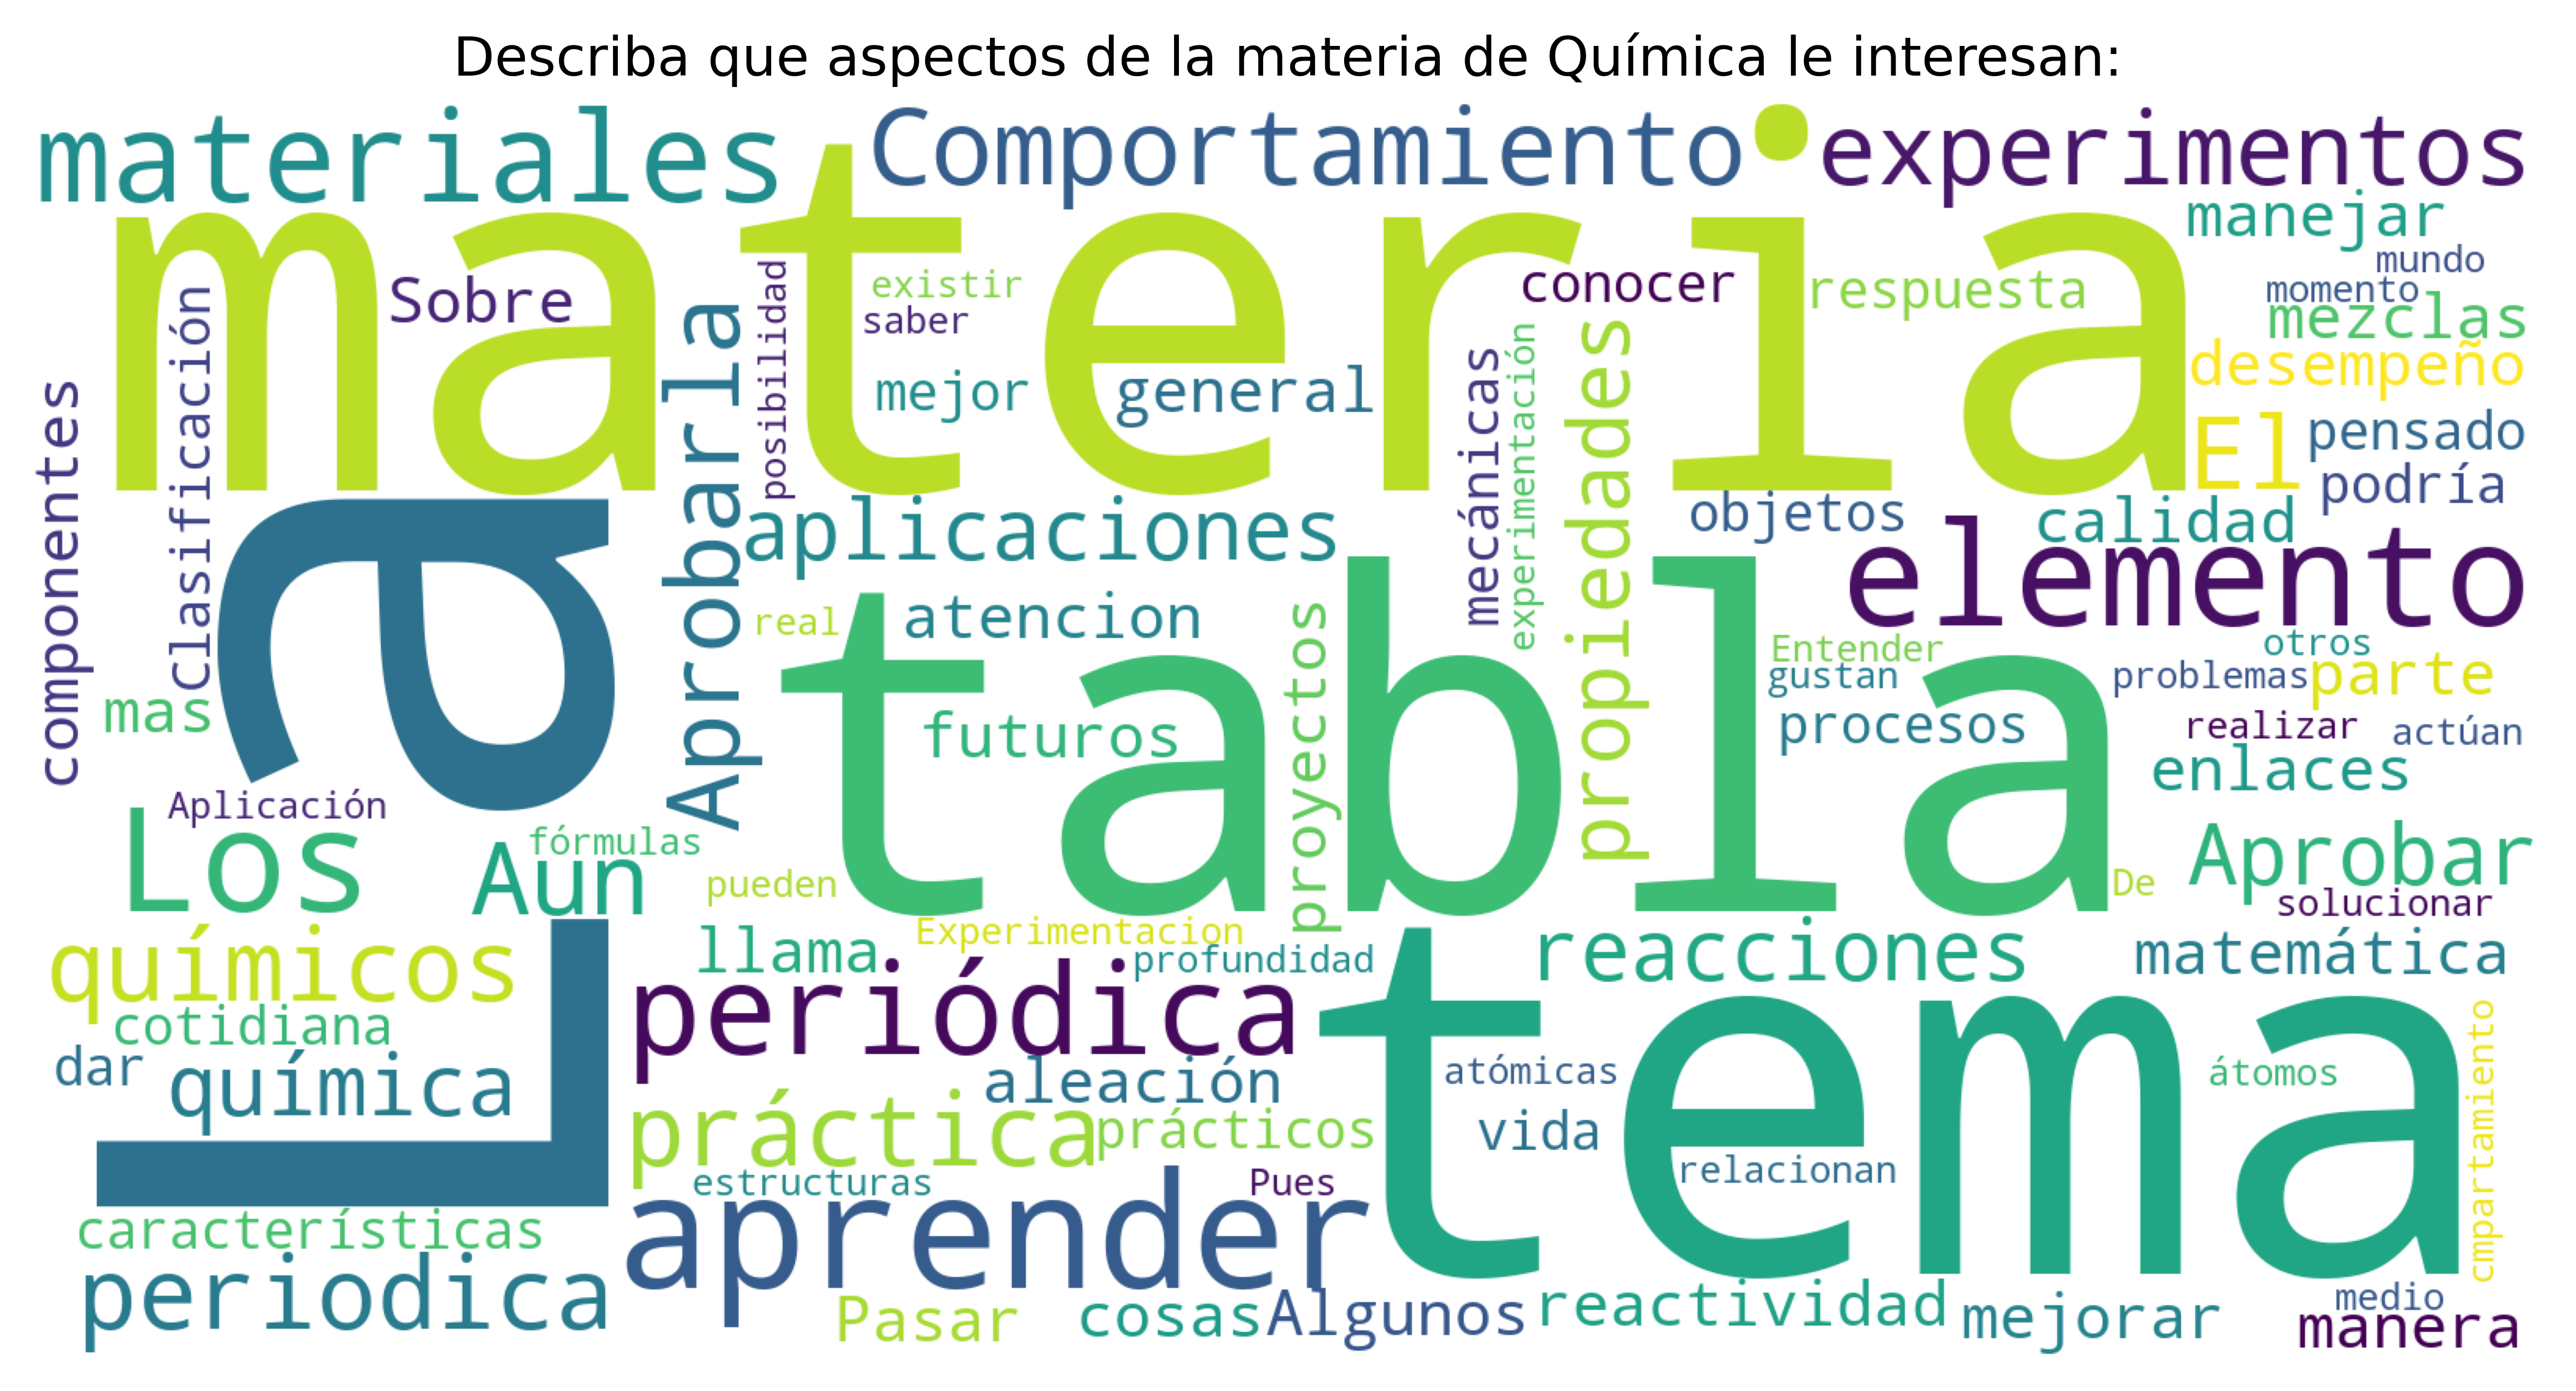 Describa que aspectos de la materia de Química le interesan:
materiales
Comportamiento
experimentos
materia
manejar
mundo
momento
mezclas
Sobre
existir
saber
conocer
respuesta
posibilidad
clasificación
componentes
mejor
general
mecánicas
experimentación
propiedades
desempeño
El
pensado
podría
La
Aprobarla
aplicaciones
objetos
calidad
elemento
real
atencion
tabla
proyectos
Entender
gustan
otros
problemas
parte
mas
futuros
procesos
realizar
actúan
enlaces
Aplicación
Los
Aun
fórmulas
pueden
De
Aprobar
solucionar
químicos
llama
Experimentacion
profundidad
reacciones
matemática
cotidiana
periódica
tema
dar
química
aleación
atómicas
átomos
cmpartamiento
práctica
prácticos
vida
estructuras
Pues
relacionan
características
aprender
periodica
Pasar
cosas
Algunos
reactividad
mejorar
medio
manera